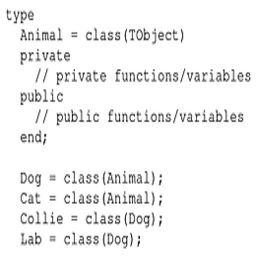 type
  Animal = class(TObject)
  private
    // private functions/variables
  public
    // public functions/variables
  end;

  Dog = class(Animal);
  Cat = class(Animal);
  Collie = class(Dog);
  Lab = class(Dog);